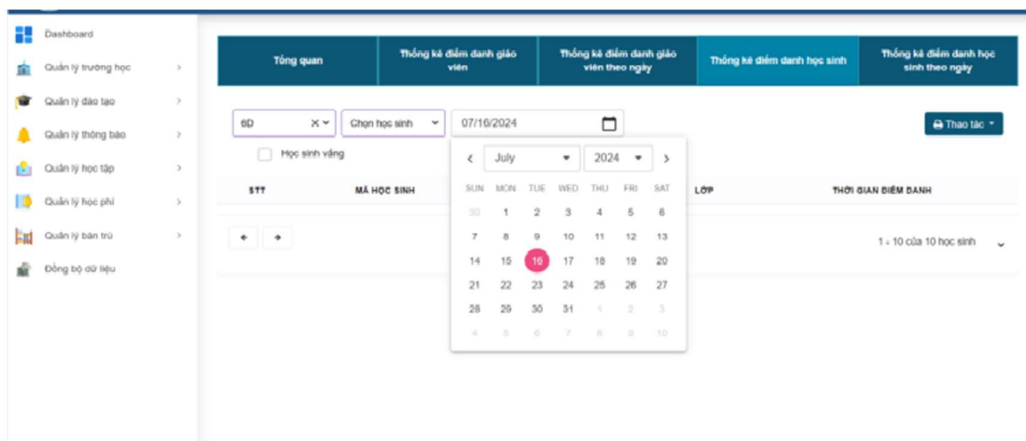 Dashboard
Quản lý trường học
Quản lý đào tạo
Quản lý thông báo
Quản lý học tập
Quản lý học phí
Quản lý bán trú
Đồng bộ dữ liệu
Tổng quan
Thống kê điểm danh giáo
viên
Thống kê điểm danh giáo
viên theo ngày
Thống kê điểm danh học sinh
Thống kê điểm danh học
sinh theo ngày
6D
Chọn học sinh
07/16/2024
Thao tác
Học sinh vắng
July 2024
SUN MON TUE WED THU FRI SAT
30 1 2 3 4 5 6
7 8 9 10 11 12 13
14 15 16 17 18 19 20
21 22 23 24 25 26 27
28 29 30 31 1 2 3
4 5 6 7 8 9 10
STT MÃ HỌC SINH LỚP THỜI GIAN ĐIỂM DANH
1 - 10 của 10 học sinh